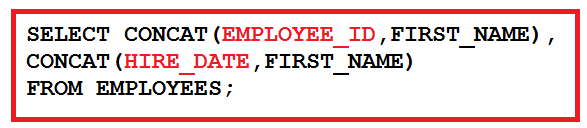 SELECT CONCAT(EMPLOYEE_ID,FIRST_NAME),
CONCAT(HIRE_DATE,FIRST_NAME)
FROM EMPLOYEES;